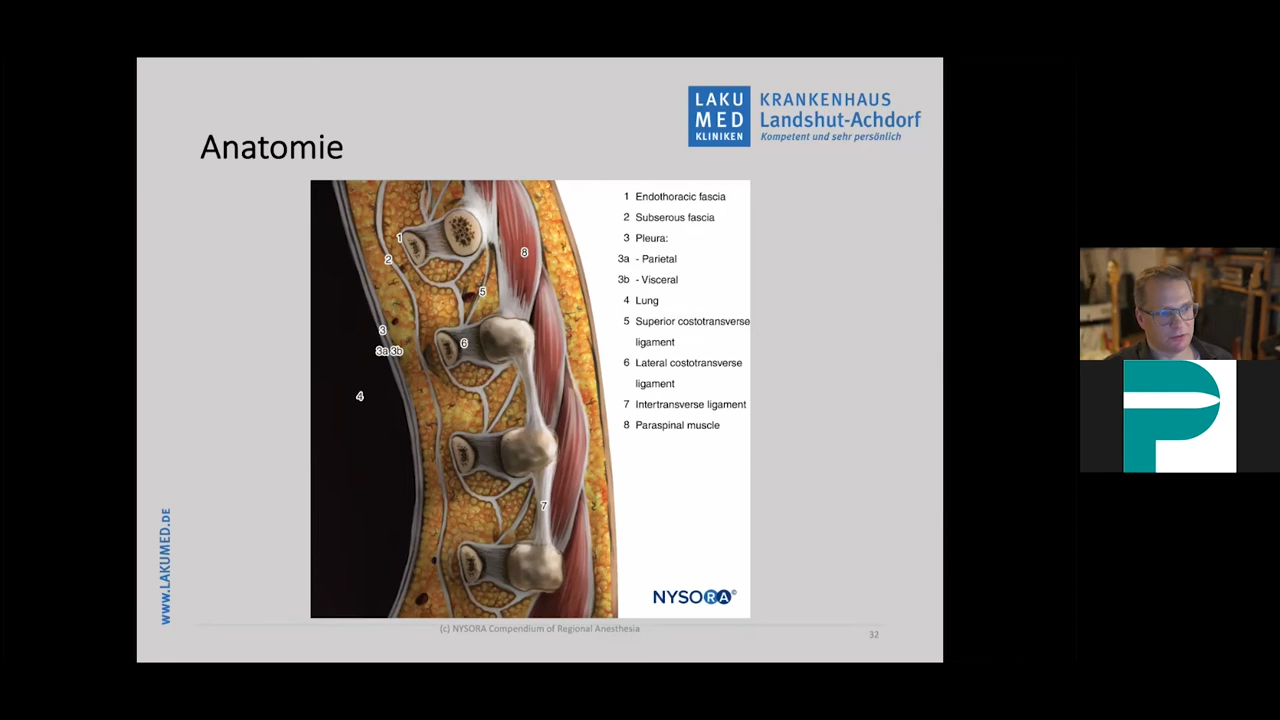 LAKU
MED
KLINIKEN
KRANKENHAUS
Landshut-Achdorf
Kompetent und sehr persönlich
Anatomie
1 Endothoracic fascia
2 Subserous fascia
3 Pleura:
3a - Parietal
3b - Visceral
4 Lung
5 Superior costotransverse
ligament
6 Lateral costotransverse
ligament
7 Intertransverse ligament
8 Paraspinal muscle
1
2
8
5
3
6
3a 3b
4
7
NYSORA©
WWW.LAKUMED.DE
(c) NYSORA Compendium of Regional Anesthesia
32
P